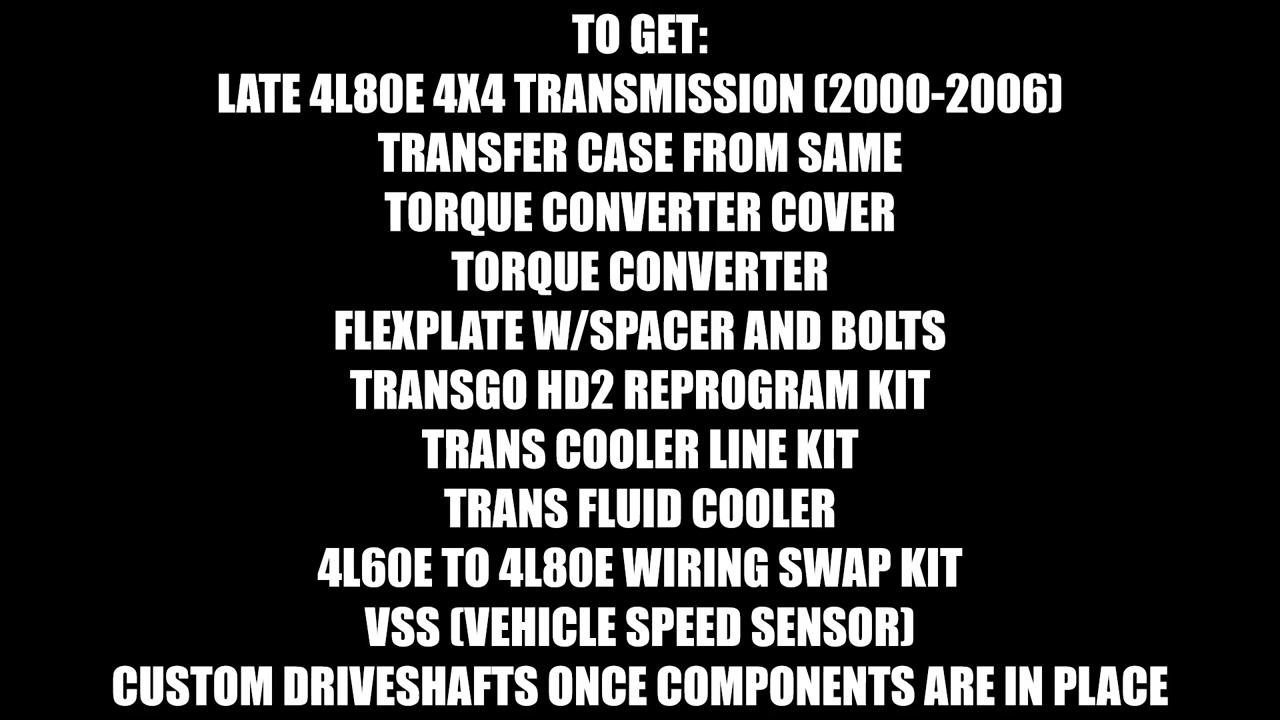 TO GET:
LATE 4L80E 4X4 TRANSMISSION (2000-2006)
TRANSFER CASE FROM SAME
TORQUE CONVERTER COVER
TORQUE CONVERTER
FLEXPLATE W/SPACER AND BOLTS
TRANSGO HD2 REPROGRAM KIT
TRANS COOLER LINE KIT
TRANS FLUID COOLER
4L60E TO 4L80E WIRING SWAP KIT
VSS (VEHICLE SPEED SENSOR)
CUSTOM DRIVESHAFTS ONCE COMPONENTS ARE IN PLACE